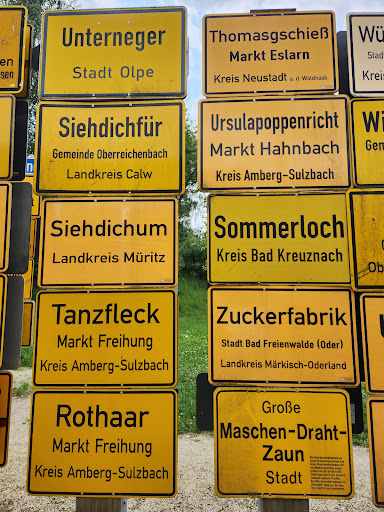 Unterneger
Stadt Olpe
Siehdichfür
Gemeinde Oberreichenbach
Landkreis Calw
Siehdichum
Landkreis Müritz
Tanzfleck
Markt Freihung
Kreis Amberg-Sulzbach
Rothaar
Markt Freihung
Kreis Amberg-Sulzbach
Thomasgschieß
Markt Eslarn
Kreis Neustadt a. d. Waldnaab
Ursulapoppenricht
Markt Hahnbach
Kreis Amberg-Sulzbach
Sommerloch
Kreis Bad Kreuznach
Zuckerfabrik
Stadt Bad Freienwalde (Oder)
Landkreis Märkisch-Oderland
Große
Maschen-Draht-
Zaun
Stadt